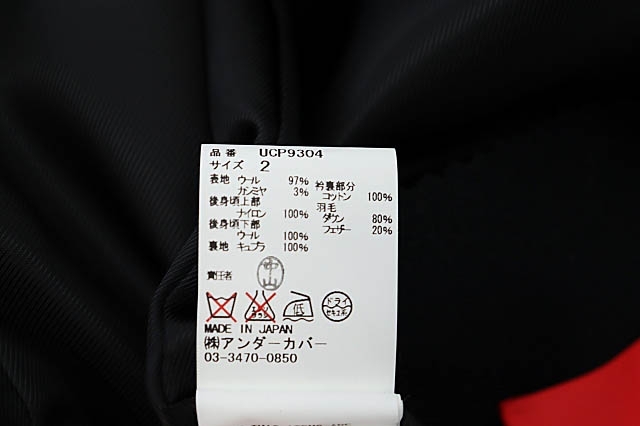 品番 UCP9304
サイズ 2
表地 ウール 97%
カシミヤ 3%
後身頃上部
ナイロン 100%
後身頃下部
ウール 100%
裏地 キュプラ 100%
衿裏部分
コットン 100%
羽毛
ダウン 80%
フェザー 20%
責任者
中山
低
ドライ
セキユ系
MADE IN JAPAN
㈱アンダーカバー
03-3470-0850